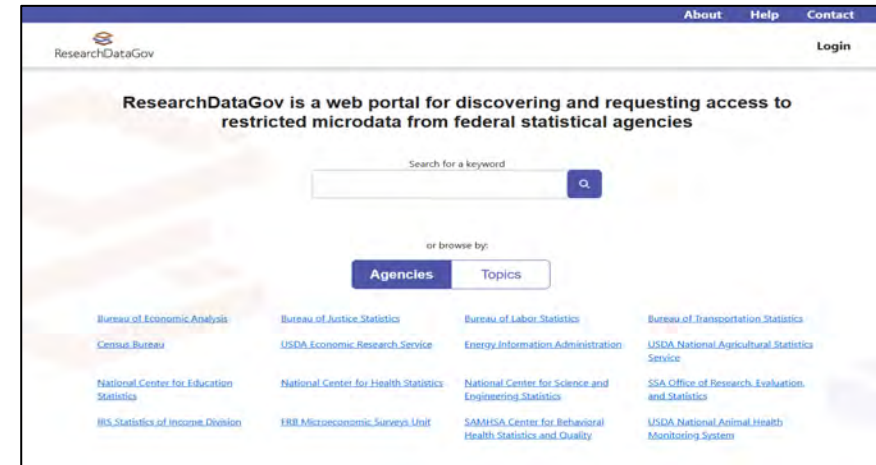 About Help Contact
ResearchDataGov
Login
ResearchDataGov is a web portal for discovering and requesting access to
restricted microdata from federal statistical agencies
Search for a keyword
or browse by:
Agencies Topics
Bureau of Economic Analysis Bureau of Justice Statistics Bureau of Labor Statistics Bureau of Transportation Statistics
Census Bureau USDA Economic Research Service Energy Information Administration USDA National Agricultural Statistics
Service
National Center for Education National Center for Health Statistics National Center for Science and SSA Office of Research, Evaluation,
Statistics Engineering Statistics and Statistics
IRS Statistics of Income Division FRB Microeconomic Surveys Unit SAMHSA Center for Behavioral USDA National Animal Health
Health Statistics and Quality Monitoring System